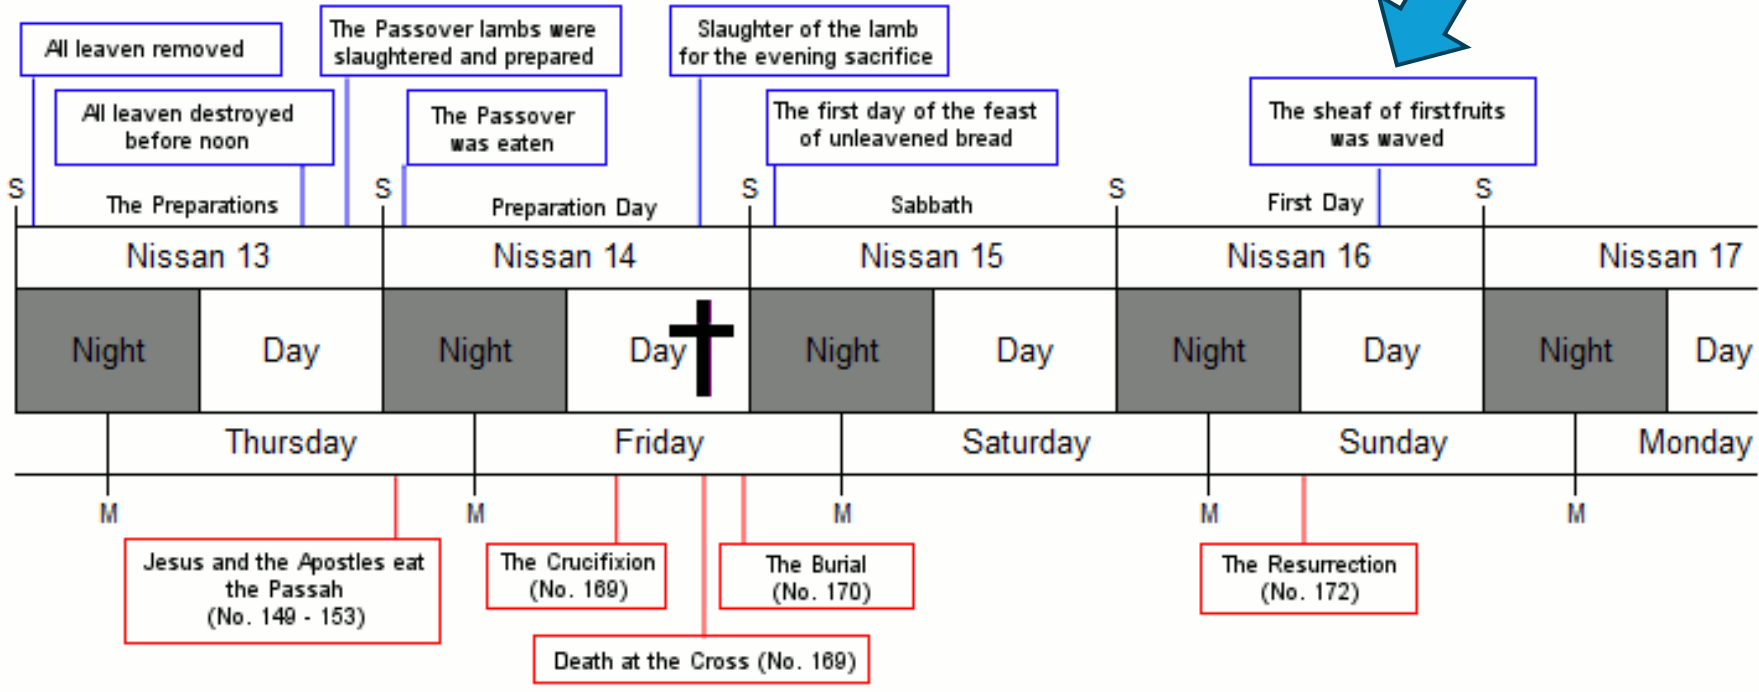 All leaven removed
The Passover lambs were
slaughtered and prepared
Slaughter of the lamb
for the evening sacrifice
All leaven destroyed
before noon
The Passover
was eaten
The first day of the feast
of unleavened bread
The sheaf of firstfruits
was waved
S
The Preparations
S
Preparation Day
S
Sabbath
S
First Day
S
Nissan 13
Nissan 14
Nissan 15
Nissan 16
Nissan 17
Night
Day
Night
Day
Night
Day
Night
Day
Night
Day
Thursday
Friday
Saturday
Sunday
Monday
M
M
M
M
M
Jesus and the Apostles eat
the Passah
(No. 149 - 153)
The Crucifixion
(No. 169)
The Burial
(No. 170)
The Resurrection
(No. 172)
Death at the Cross (No. 169)